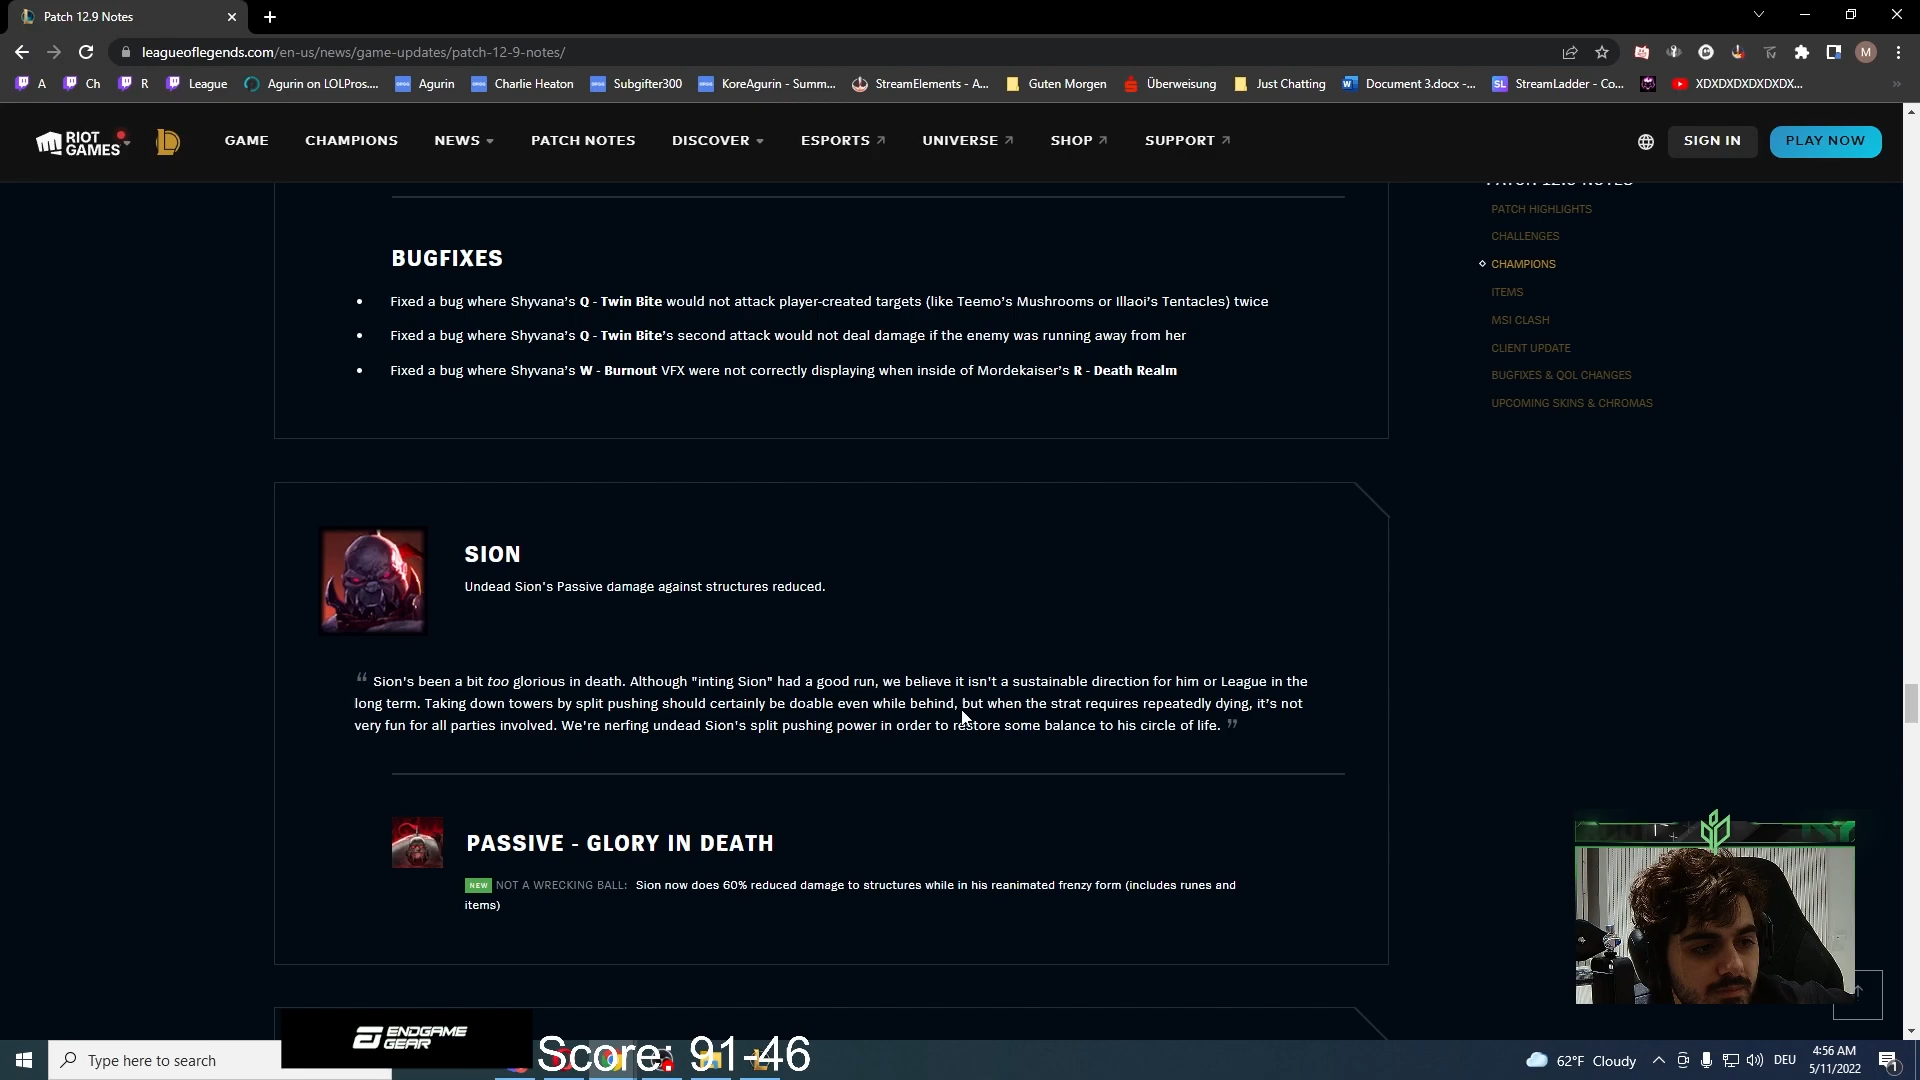 Patch 12.9 Notes
leagueoflegends.com/en-us/news/game-updates/patch-12-9-notes/
A Ch R League Agurin on LOLPros.... Agurin Charlie Heaton Subgifter300 KoreAgurin - Summ... StreamElements - A... Guten Morgen Überweisung Just Chatting Document 3.docx -... StreamLadder - Co... XDXDXDXDXDXDX...
RIOT GAMES GAME CHAMPIONS NEWS PATCH NOTES DISCOVER ESPORTS UNIVERSE SHOP SUPPORT SIGN IN PLAY NOW
PATCH 12.9 NOTES
PATCH HIGHLIGHTS
CHALLENGES
CHAMPIONS
ITEMS
MSI CLASH
CLIENT UPDATE
BUGFIXES & QOL CHANGES
UPCOMING SKINS & CHROMAS
BUGFIXES
• Fixed a bug where Shyvana's Q - Twin Bite would not attack player-created targets (like Teemo's Mushrooms or Illaoi's Tentacles) twice
• Fixed a bug where Shyvana's Q - Twin Bite's second attack would not deal damage if the enemy was running away from her
• Fixed a bug where Shyvana's W - Burnout VFX were not correctly displaying when inside of Mordekaiser's R - Death Realm
SION
Undead Sion's Passive damage against structures reduced.
“ Sion's been a bit too glorious in death. Although "inting Sion" had a good run, we believe it isn't a sustainable direction for him or League in the
long term. Taking down towers by split pushing should certainly be doable even while behind, but when the strat requires repeatedly dying, it's not
very fun for all parties involved. We're nerfing undead Sion's split pushing power in order to restore some balance to his circle of life. ”
PASSIVE - GLORY IN DEATH
NEW NOT A WRECKING BALL: Sion now does 60% reduced damage to structures while in his reanimated frenzy form (includes runes and
items)
ENDGAME GEAR
Score: 91-46
Type here to search
62°F Cloudy DEU 4:56 AM
5/11/2022
1